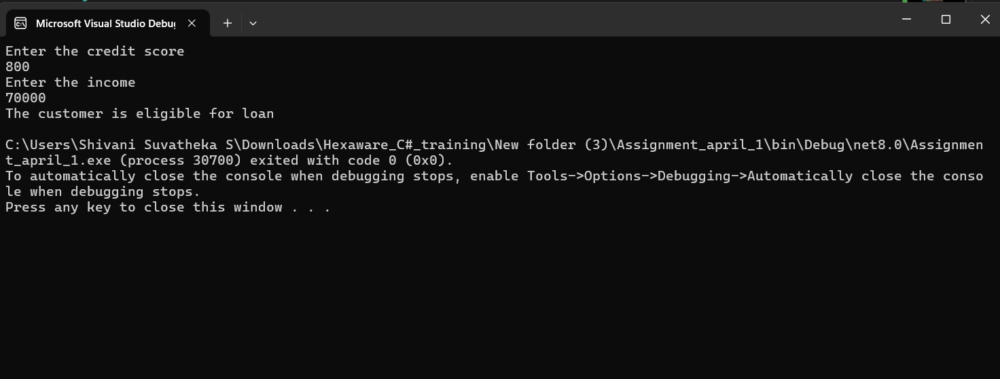 Microsoft Visual Studio Debug
Enter the credit score
800
Enter the income
70000
The customer is eligible for loan
C:\Users\Shivani Suvatheka S\Downloads\Hexaware_C#_training\New folder (3)\Assignment_april_1\bin\Debug\net8.0\Assignmen
t_april_1.exe (process 30700) exited with code 0 (0x0).
To automatically close the console when debugging stops, enable Tools->Options->Debugging->Automatically close the conso
le when debugging stops.
Press any key to close this window . . .